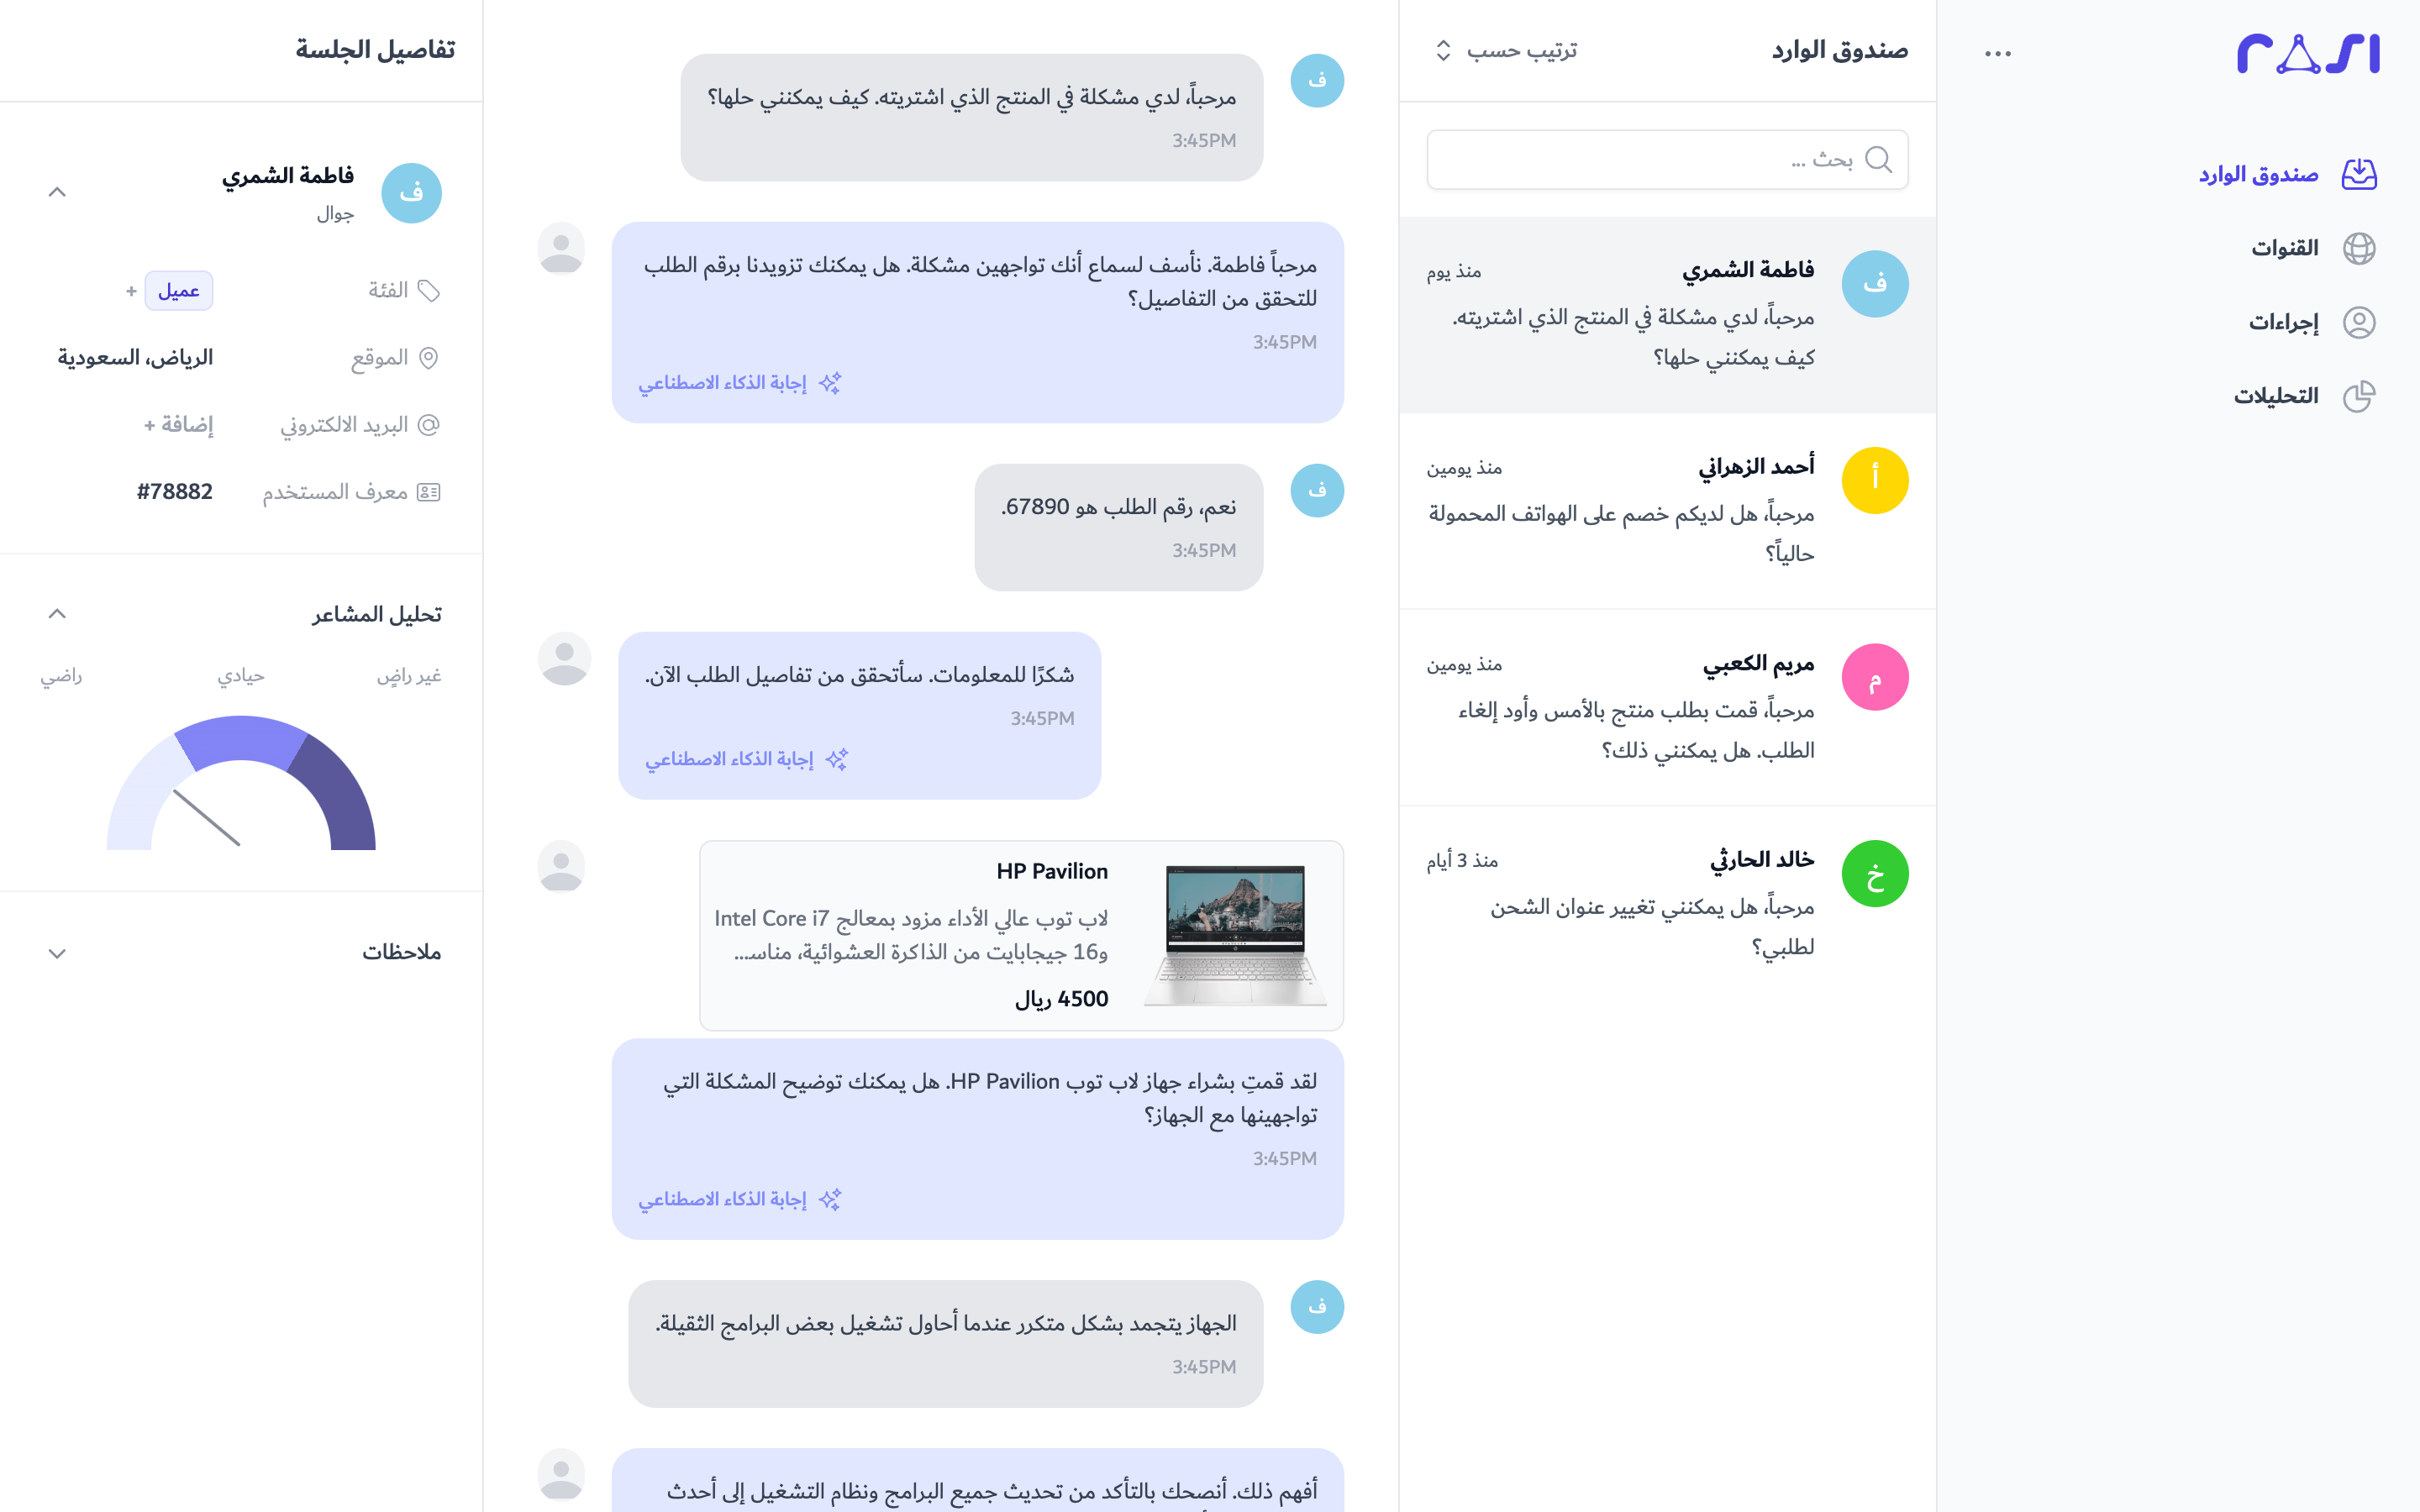 صندوق الوارد
القنوات
إجراءات
التحليلات
صندوق الوارد
ترتيب حسب
بحث ...
ف
فاطمة الشمري
منذ يوم
مرحباً، لدي مشكلة في المنتج الذي اشتريته.
كيف يمكنني حلها؟
أ
أحمد الزهراني
منذ يومين
مرحباً، هل لديكم خصم على الهواتف المحمولة
حالياً؟
م
مريم الكعبي
منذ يومين
مرحباً، قمت بطلب منتج بالأمس وأود إلغاء
الطلب. هل يمكنني ذلك؟
خ
خالد الحارثي
منذ 3 أيام
مرحباً، هل يمكنني تغيير عنوان الشحن
لطلبي؟
ف
مرحباً، لدي مشكلة في المنتج الذي اشتريته. كيف يمكنني حلها؟
3:45PM
مرحباً فاطمة. نأسف لسماع أنك تواجهين مشكلة. هل يمكنك تزويدنا برقم الطلب
للتحقق من التفاصيل؟
3:45PM
إجابة الذكاء الاصطناعي
ف
نعم، رقم الطلب هو 67890.
3:45PM
شكرًا للمعلومات. سأتحقق من تفاصيل الطلب الآن.
3:45PM
إجابة الذكاء الاصطناعي
HP Pavilion
لاب توب عالي الأداء مزود بمعالج Intel Core i7
و16 جيجابايت من الذاكرة العشوائية، مناسـ...
4500 ريال
لقد قمتِ بشراء جهاز لاب توب HP Pavilion. هل يمكنك توضيح المشكلة التي
تواجهينها مع الجهاز؟
3:45PM
إجابة الذكاء الاصطناعي
ف
الجهاز يتجمد بشكل متكرر عندما أحاول تشغيل بعض البرامج الثقيلة.
3:45PM
أفهم ذلك. أنصحك بالتأكد من تحديث جميع البرامج ونظام التشغيل إلى أحدث
تفاصيل الجلسة
ف
فاطمة الشمري
جوال
الفئة
عميل +
الموقع
الرياض، السعودية
البريد الالكتروني
إضافة +
معرف المستخدم
#78882
تحليل المشاعر
غير راضٍ
حيادي
راضي
ملاحظات